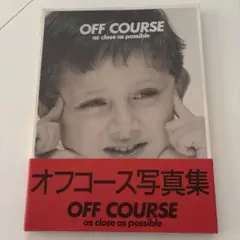 OFF COURSE
as close as possible
オフコース写真集
OFF COURSE
as close as possible